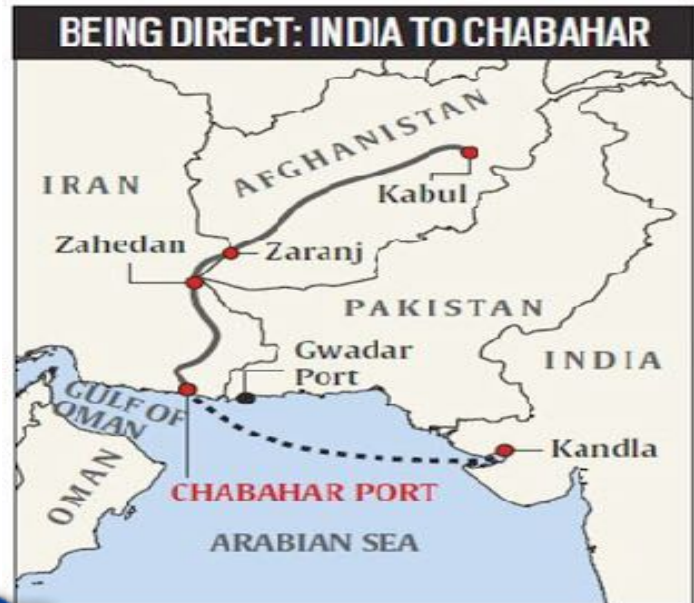 BEING DIRECT: INDIA TO CHABAHAR
AFGHANISTAN
IRAN
Kabul
Zahedan
Zaranj
PAKISTAN
Gwadar
Port
INDIA
GULF OF
OMAN
Kandla
OMAN
CHABAHAR PORT
ARABIAN SEA